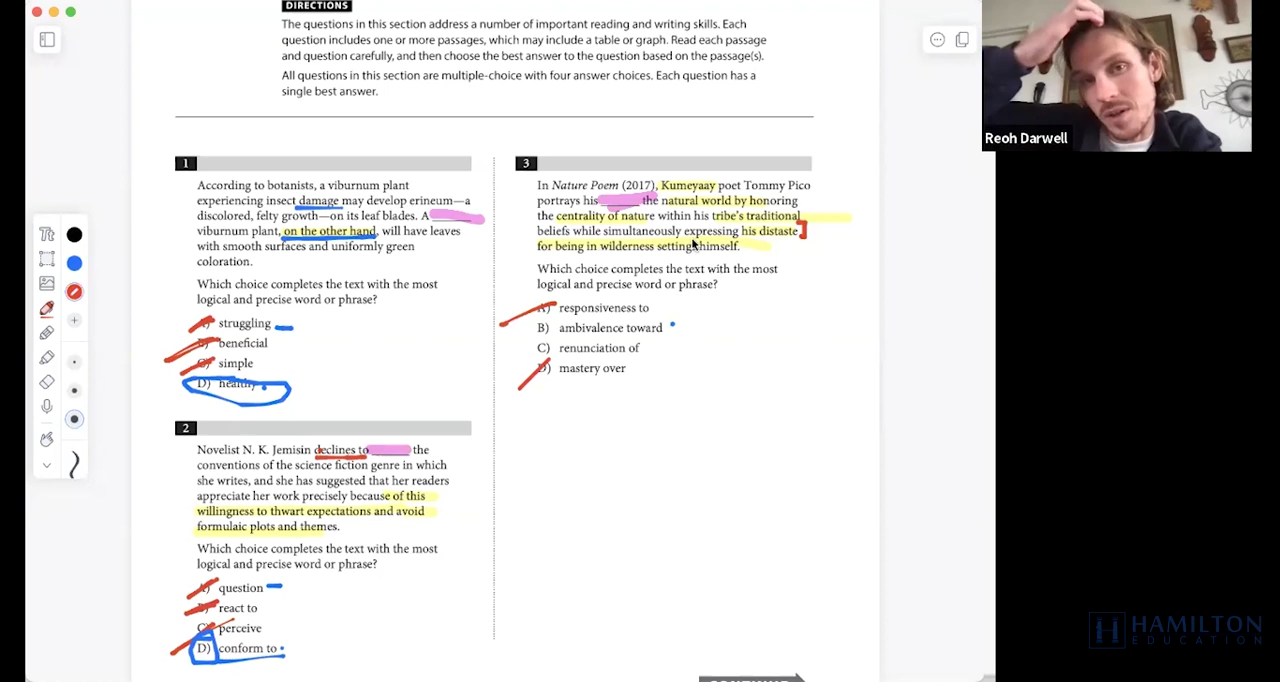 DIRECTIONS
The questions in this section address a number of important reading and writing skills. Each
question includes one or more passages, which may include a table or graph. Read each passage
and question carefully, and then choose the best answer to the question based on the passage(s).
All questions in this section are multiple-choice with four answer choices. Each question has a
single best answer.
1
According to botanists, a viburnum plant
experiencing insect damage may develop erineum—a
discolored, felty growth—on its leaf blades. A ______
viburnum plant, on the other hand, will have leaves
with smooth surfaces and uniformly green
coloration.
Which choice completes the text with the most
logical and precise word or phrase?
A) struggling
B) beneficial
C) simple
D) healthy
2
Novelist N. K. Jemisin declines to ______ the
conventions of the science fiction genre in which
she writes, and she has suggested that her readers
appreciate her work precisely because of this
willingness to thwart expectations and avoid
formulaic plots and themes.
Which choice completes the text with the most
logical and precise word or phrase?
A) question
B) react to
C) perceive
D) conform to
3
In Nature Poem (2017), Kumeyaay poet Tommy Pico
portrays his ______ the natural world by honoring
the centrality of nature within his tribe's traditional
beliefs while simultaneously expressing his distaste
for being in wilderness settings himself.
Which choice completes the text with the most
logical and precise word or phrase?
A) responsiveness to
B) ambivalence toward
C) renunciation of
D) mastery over
CONTINUE
Reoh Darwell
Tt
HAMILTON
EDUCATION